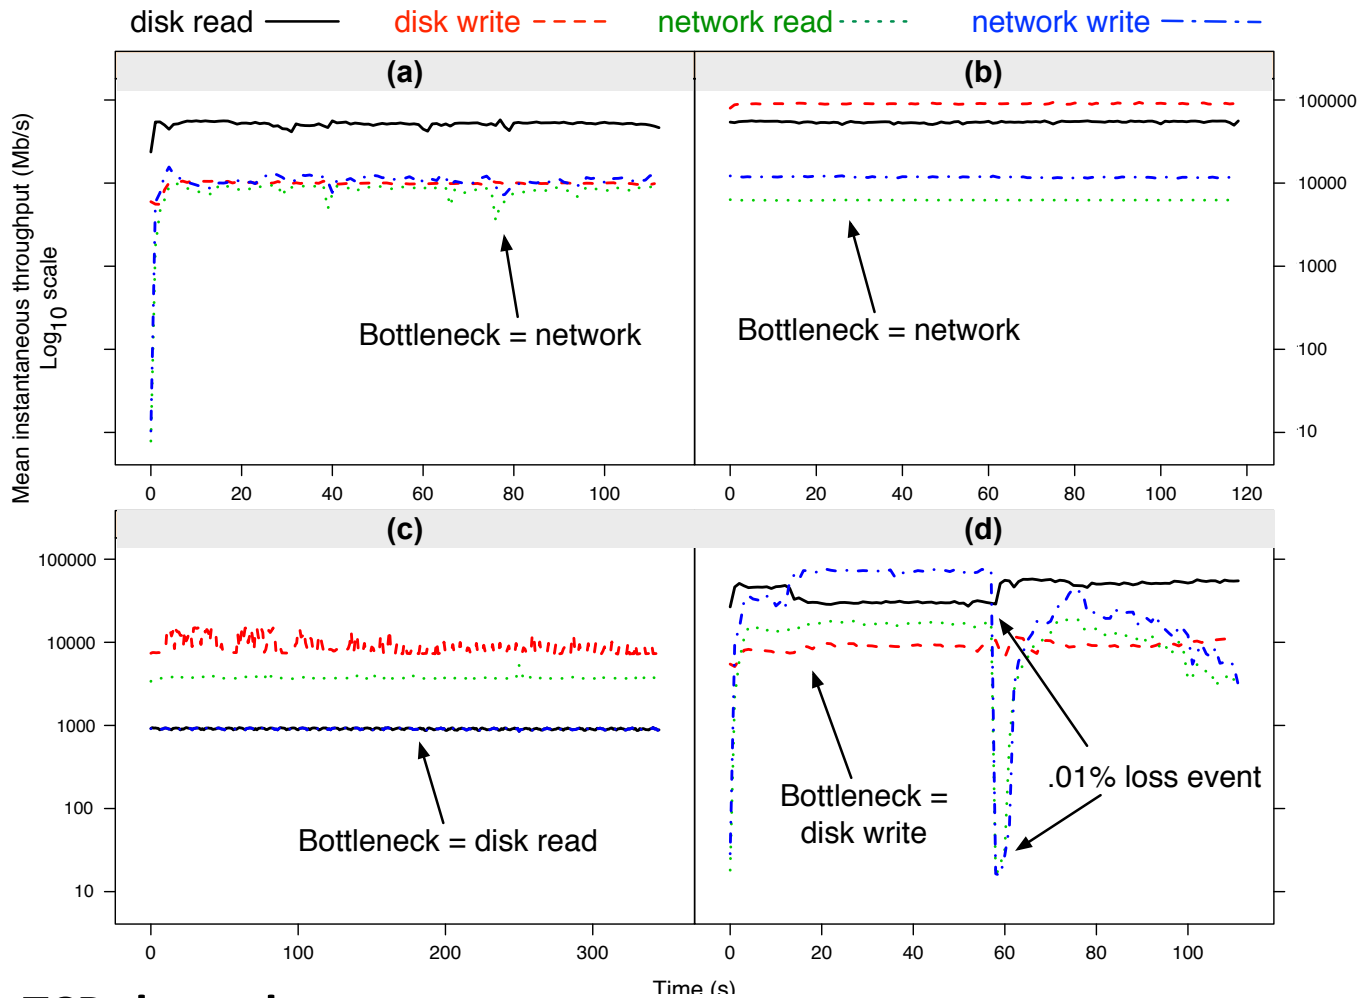 disk read
disk write
network read
network write
(a)
(b)
Mean instantaneous throughput (Mb/s)
Log10 scale
100000
10000
1000
100
10
Bottleneck = network
Bottleneck = network
0 20 40 60 80 100
0 20 40 60 80 100 120
(c)
(d)
100000
10000
1000
100
10
Bottleneck = disk read
Bottleneck =
disk write
.01% loss event
0 100 200 300
0 20 40 60 80 100
Time (s)